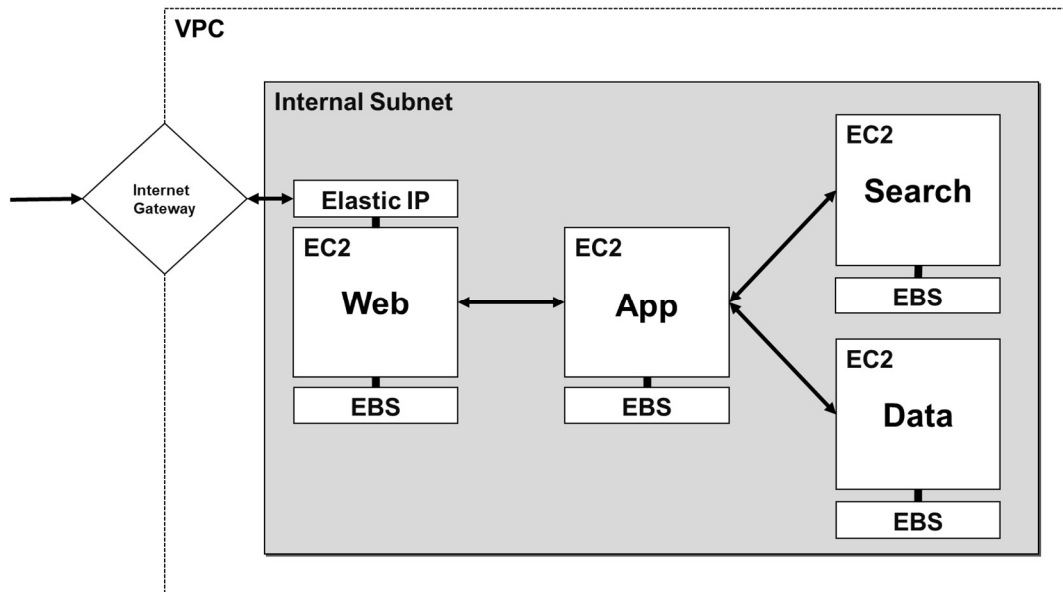 VPC
Internal Subnet
Internet
Gateway
Elastic IP
EC2
Web
EBS
EC2
App
EBS
EC2
Search
EBS
EC2
Data
EBS